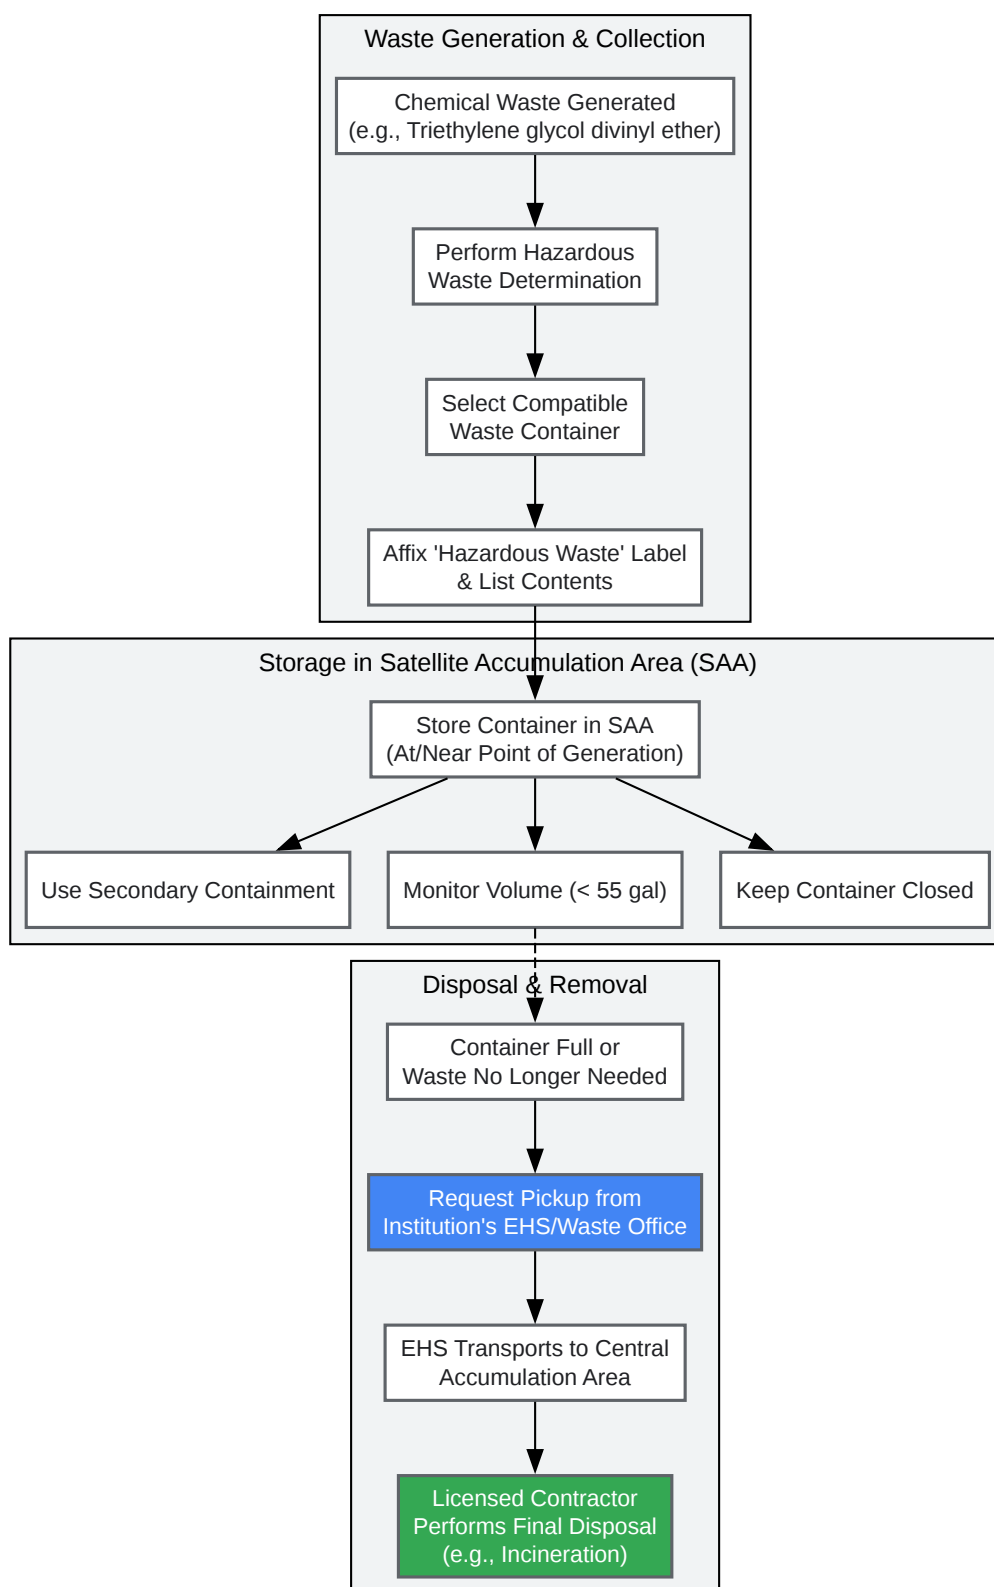 Waste Generation & Collection
Chemical Waste Generated
(e.g., Triethylene glycol divinyl ether)
Perform Hazardous
Waste Determination
Select Compatible
Waste Container
Affix 'Hazardous Waste' Label
& List Contents
Storage in Satellite Accumulation Area (SAA)
Store Container in SAA
(At/Near Point of Generation)
Use Secondary Containment
Monitor Volume (< 55 gal)
Keep Container Closed
Disposal & Removal
Container Full or
Waste No Longer Needed
Request Pickup from
Institution's EHS/Waste Office
EHS Transports to Central
Accumulation Area
Licensed Contractor
Performs Final Disposal
(e.g., Incineration)